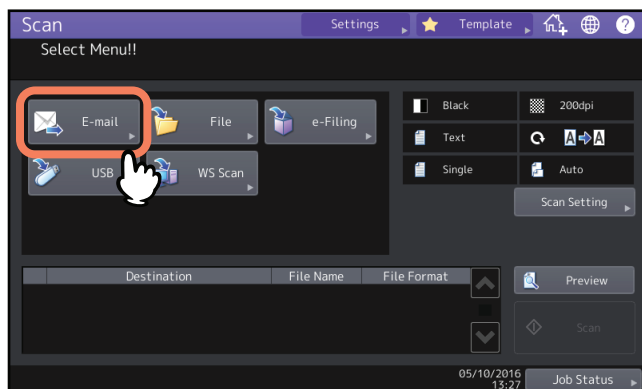 Scan
Settings
Template
?
Select Menu!!
E-mail
File
e-Filing
USB
WS Scan
Black
200dpi
Text
A A
Single
Auto
Scan Setting
Destination
File Name
File Format
Preview
Scan
05/10/2016
13:27
Job Status